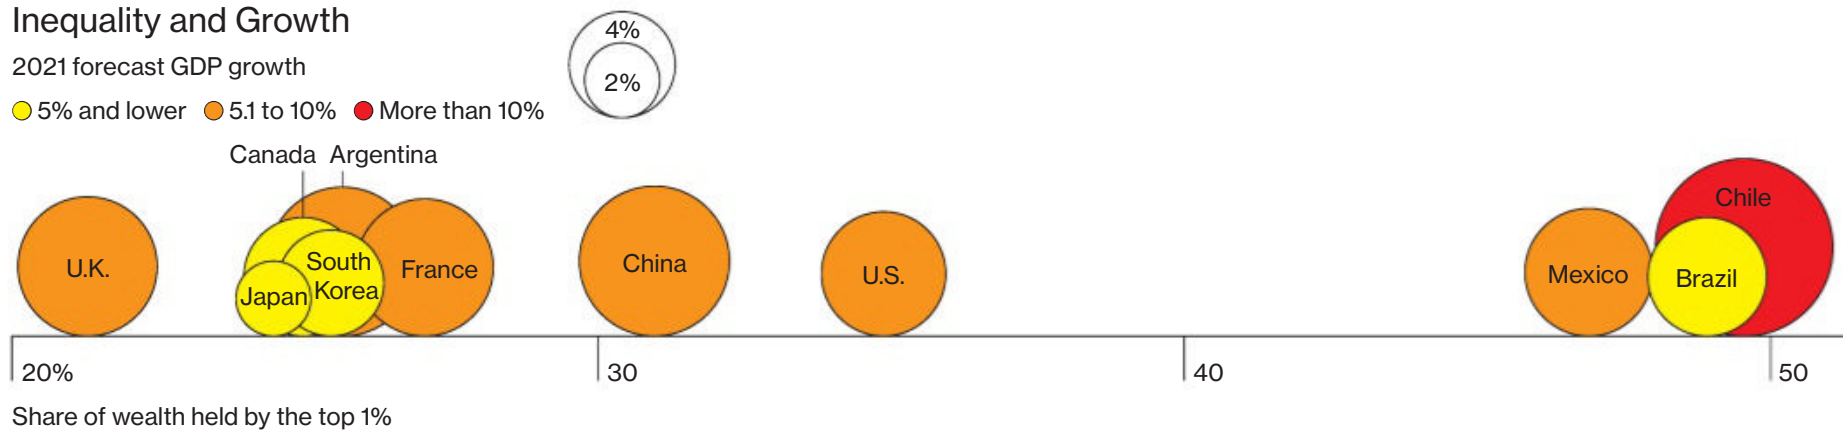 Inequality and Growth
2021 forecast GDP growth
5% and lower 5.1 to 10% More than 10%
4%
2%
Canada Argentina
U.K.
Japan
South
Korea
France
China
U.S.
Mexico
Brazil
Chile
20% 30 40 50
Share of wealth held by the top 1%